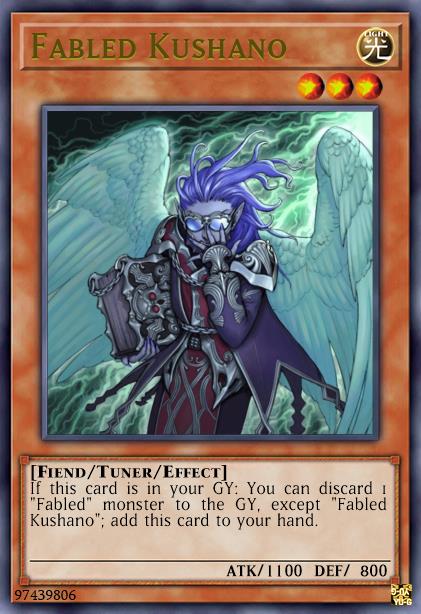 Fabled Kushano
LIGHT
光
[Fiend/Tuner/Effect]
If this card is in your GY: You can discard 1
"Fabled" monster to the GY, except "Fabled
Kushano"; add this card to your hand.
ATK/1100 DEF/ 800
97439806